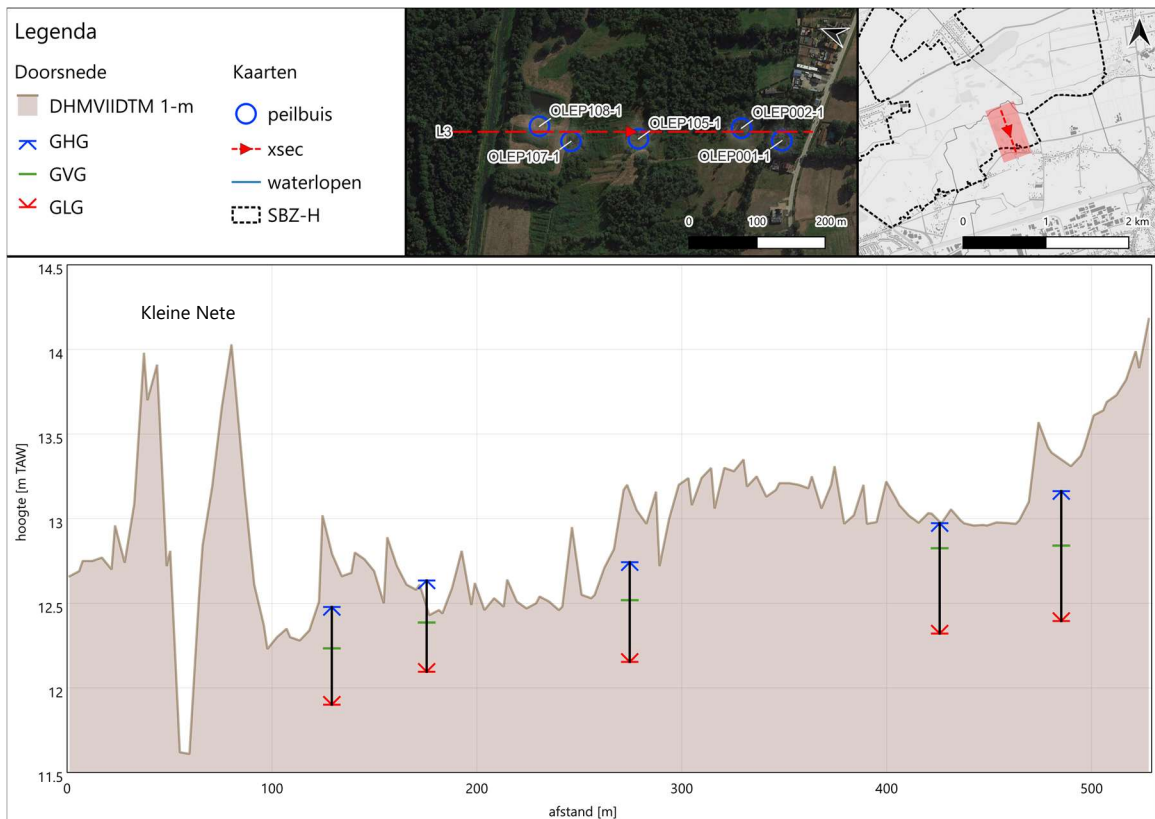 Legenda
Doorsnede
DHMVIIDTM 1-m
GHG
GVG
GLG
Kaarten
peilbuis
xsec
waterlopen
SBZ-H
L3
OLEP108-1
OLEP107-1
OLEP105-1
OLEP002-1
OLEP001-1
0 100 200 m
0 1 2 km
Kleine Nete
hoogte [m TAW]
14.5
14
13.5
13
12.5
12
11.5
0 100 200 300 400 500
afstand [m]